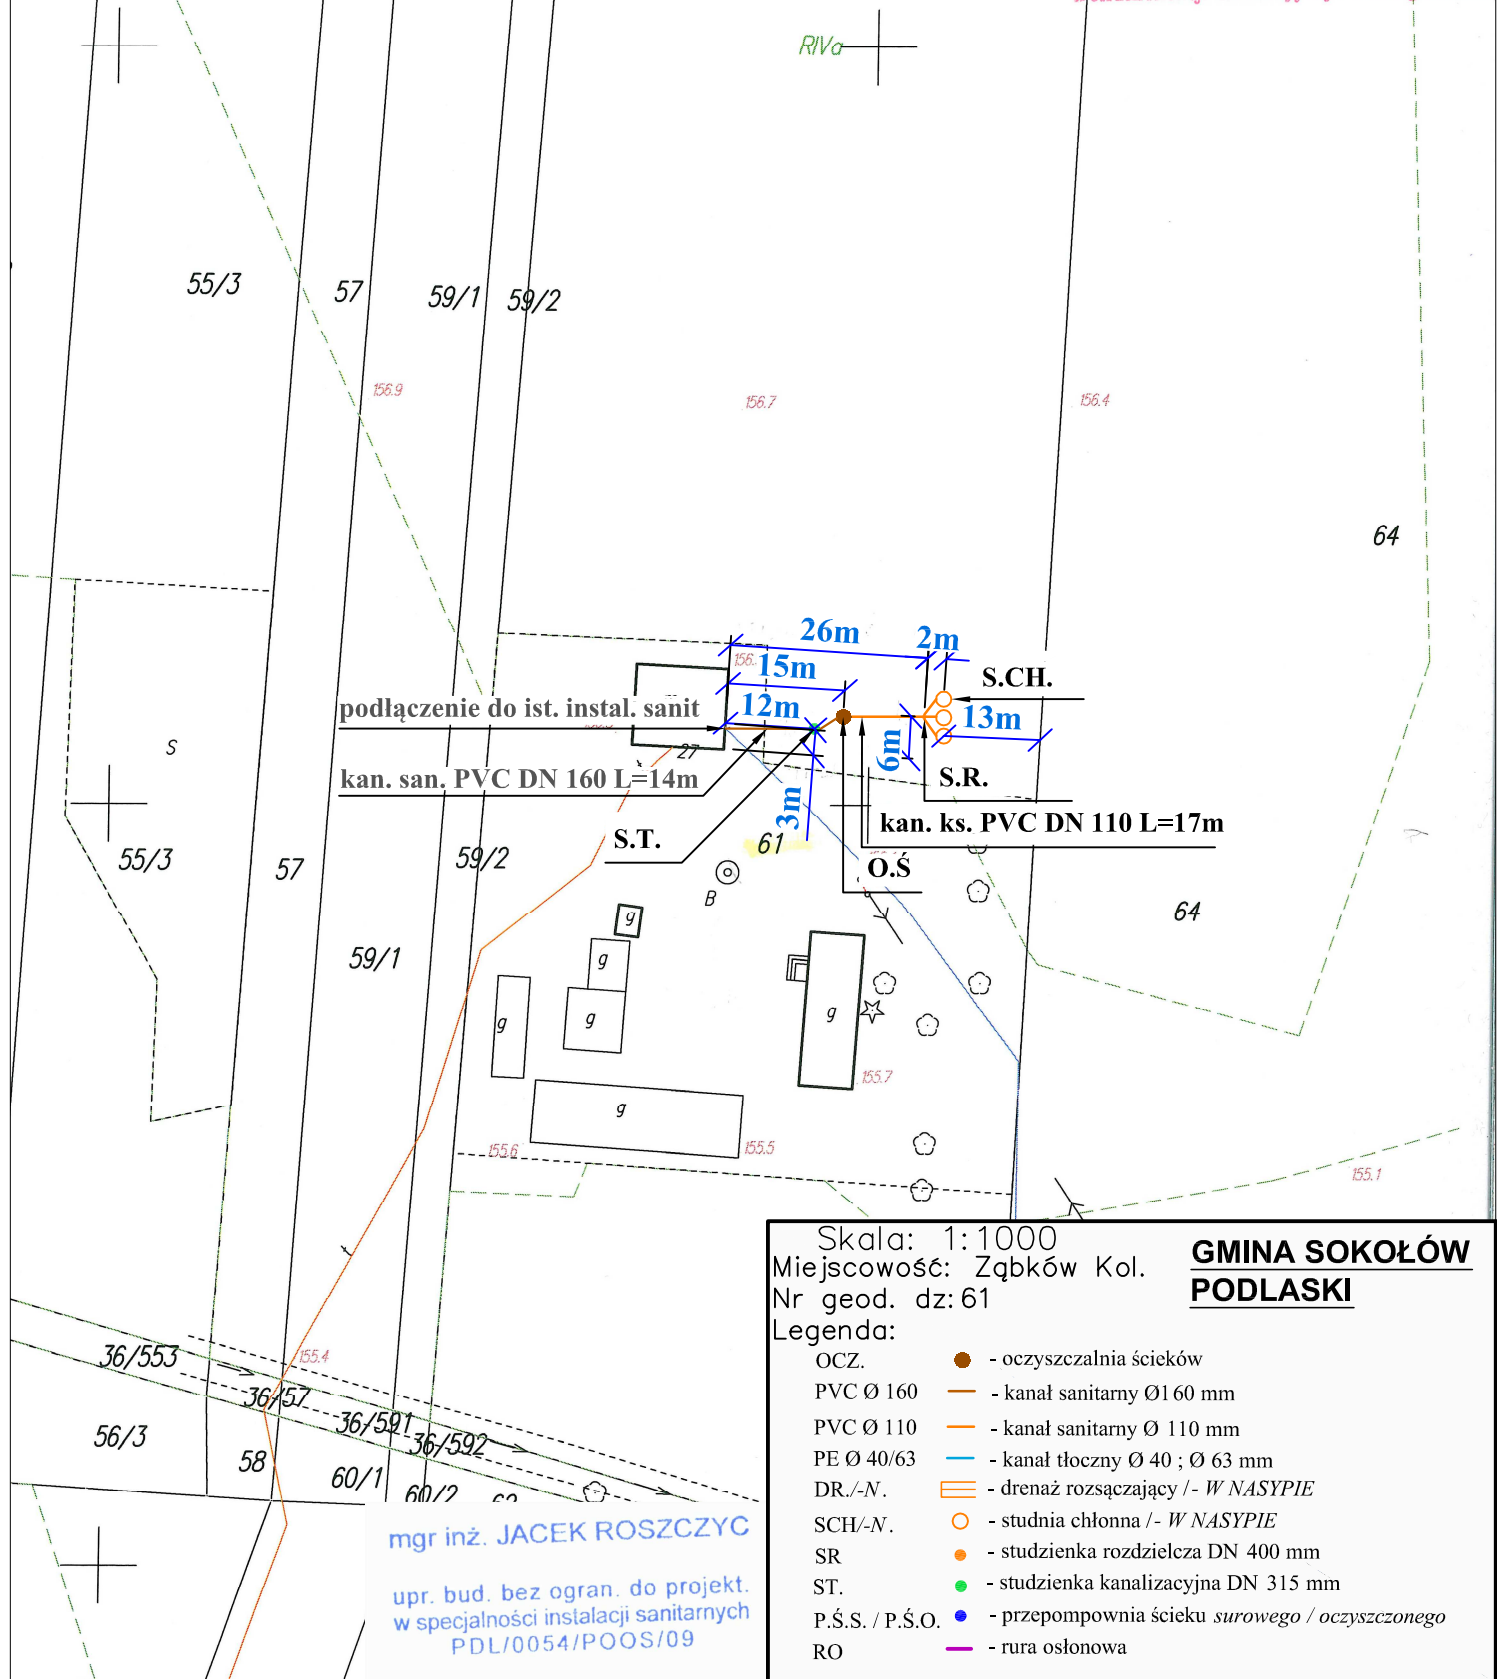 RIVa
55/3
57
59/1
59/2
156.9
156.7
156.4
64
26m
2m
156.
15m
S.CH.
podłączenie do ist. instal. sanit
12m
13m
S
27
6m
kan. san. PVC DN 160 L=14m
S.R.
3m
kan. ks. PVC DN 110 L=17m
S.T.
61
55/3
57
59/2
O.Ś
B
64
g
59/1
g
g
g
g
155.7
g
155.6
155.5
155.1
Skala: 1:1000
GMINA SOKOŁÓW
PODLASKI
Miejscowość: Ząbków Kol.
Nr geod. dz: 61
Legenda:
36/553
155.4
36/57
36/591
36/592
56/3
58
60/1
60/2
OCZ. - oczyszczalnia ścieków
PVC Ø 160 - kanał sanitarny Ø160 mm
PVC Ø 110 - kanał sanitarny Ø 110 mm
PE Ø 40/63 - kanał tłoczny Ø 40 ; Ø 63 mm
DR./-N. - drenaż rozsączający /- W NASYPIE
SCH/-N. - studnia chłonna /- W NASYPIE
SR - studzienka rozdzielcza DN 400 mm
ST. - studzienka kanalizacyjna DN 315 mm
P.Ś.S. / P.Ś.O. - przepompownia ścieku surowego / oczyszczonego
RO - rura osłonowa
mgr inż. JACEK ROSZCZYC
upr. bud. bez ogran. do projekt.
w specjalności instalacji sanitarnych
PDL/0054/POOS/09